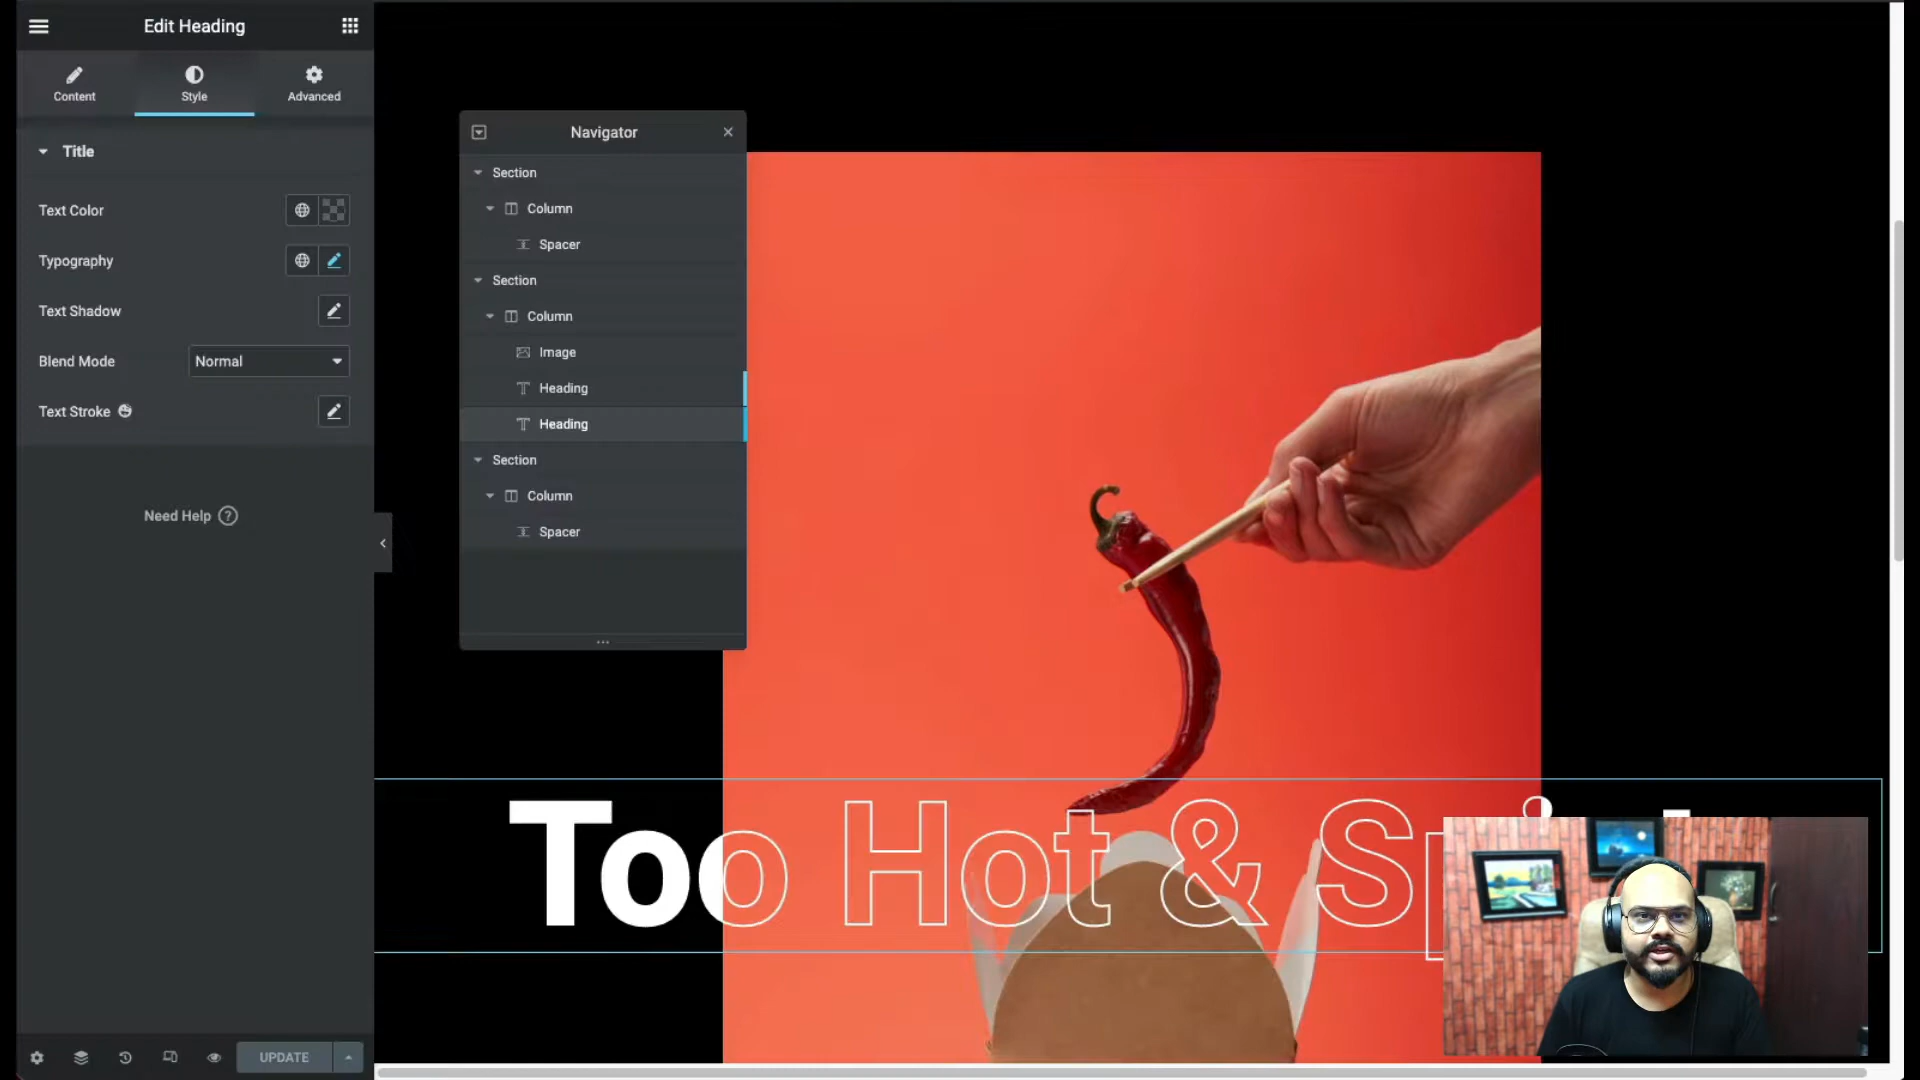 Edit Heading
Content
Style
Advanced
Title
Text Color
Typography
Text Shadow
Blend Mode
Normal
Text Stroke
Need Help
UPDATE
Navigator
Section
Column
Spacer
Section
Column
Image
Heading
Heading
Section
Column
Spacer
Too Hot &